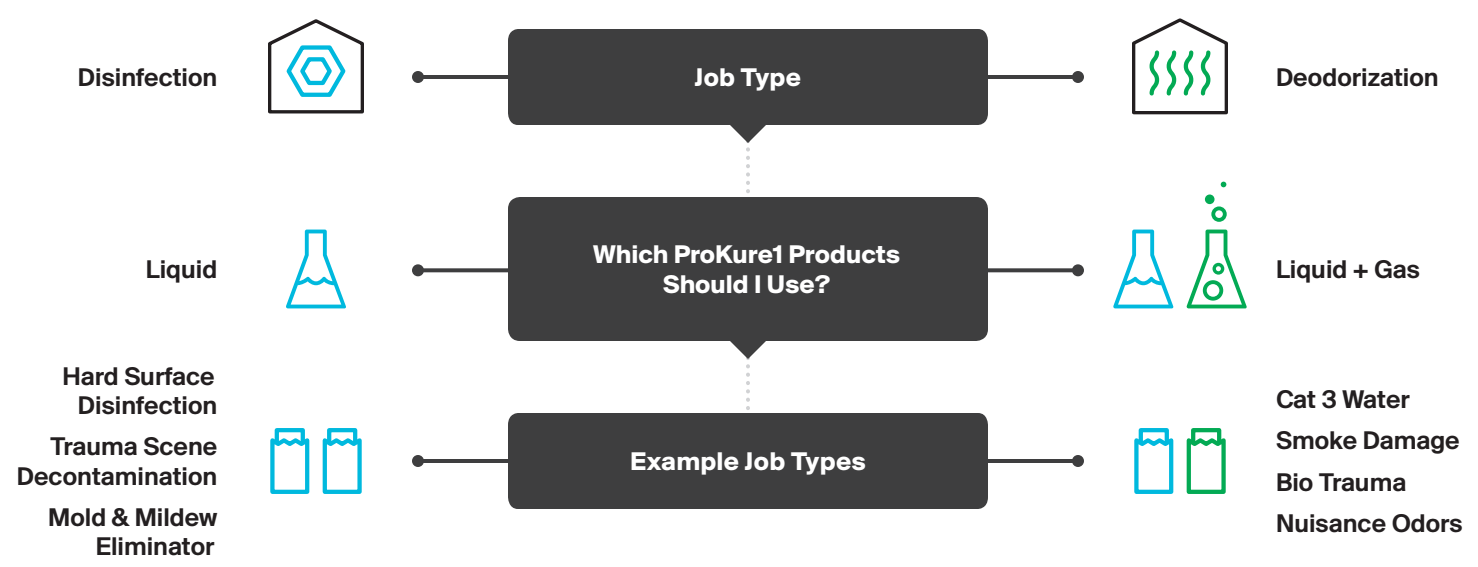 Disinfection
Job Type
Deodorization
Liquid
Which ProKure1 Products
Should I Use?
Liquid + Gas
Hard Surface
Disinfection
Trauma Scene
Decontamination
Mold & Mildew
Eliminator
Example Job Types
Cat 3 Water
Smoke Damage
Bio Trauma
Nuisance Odors